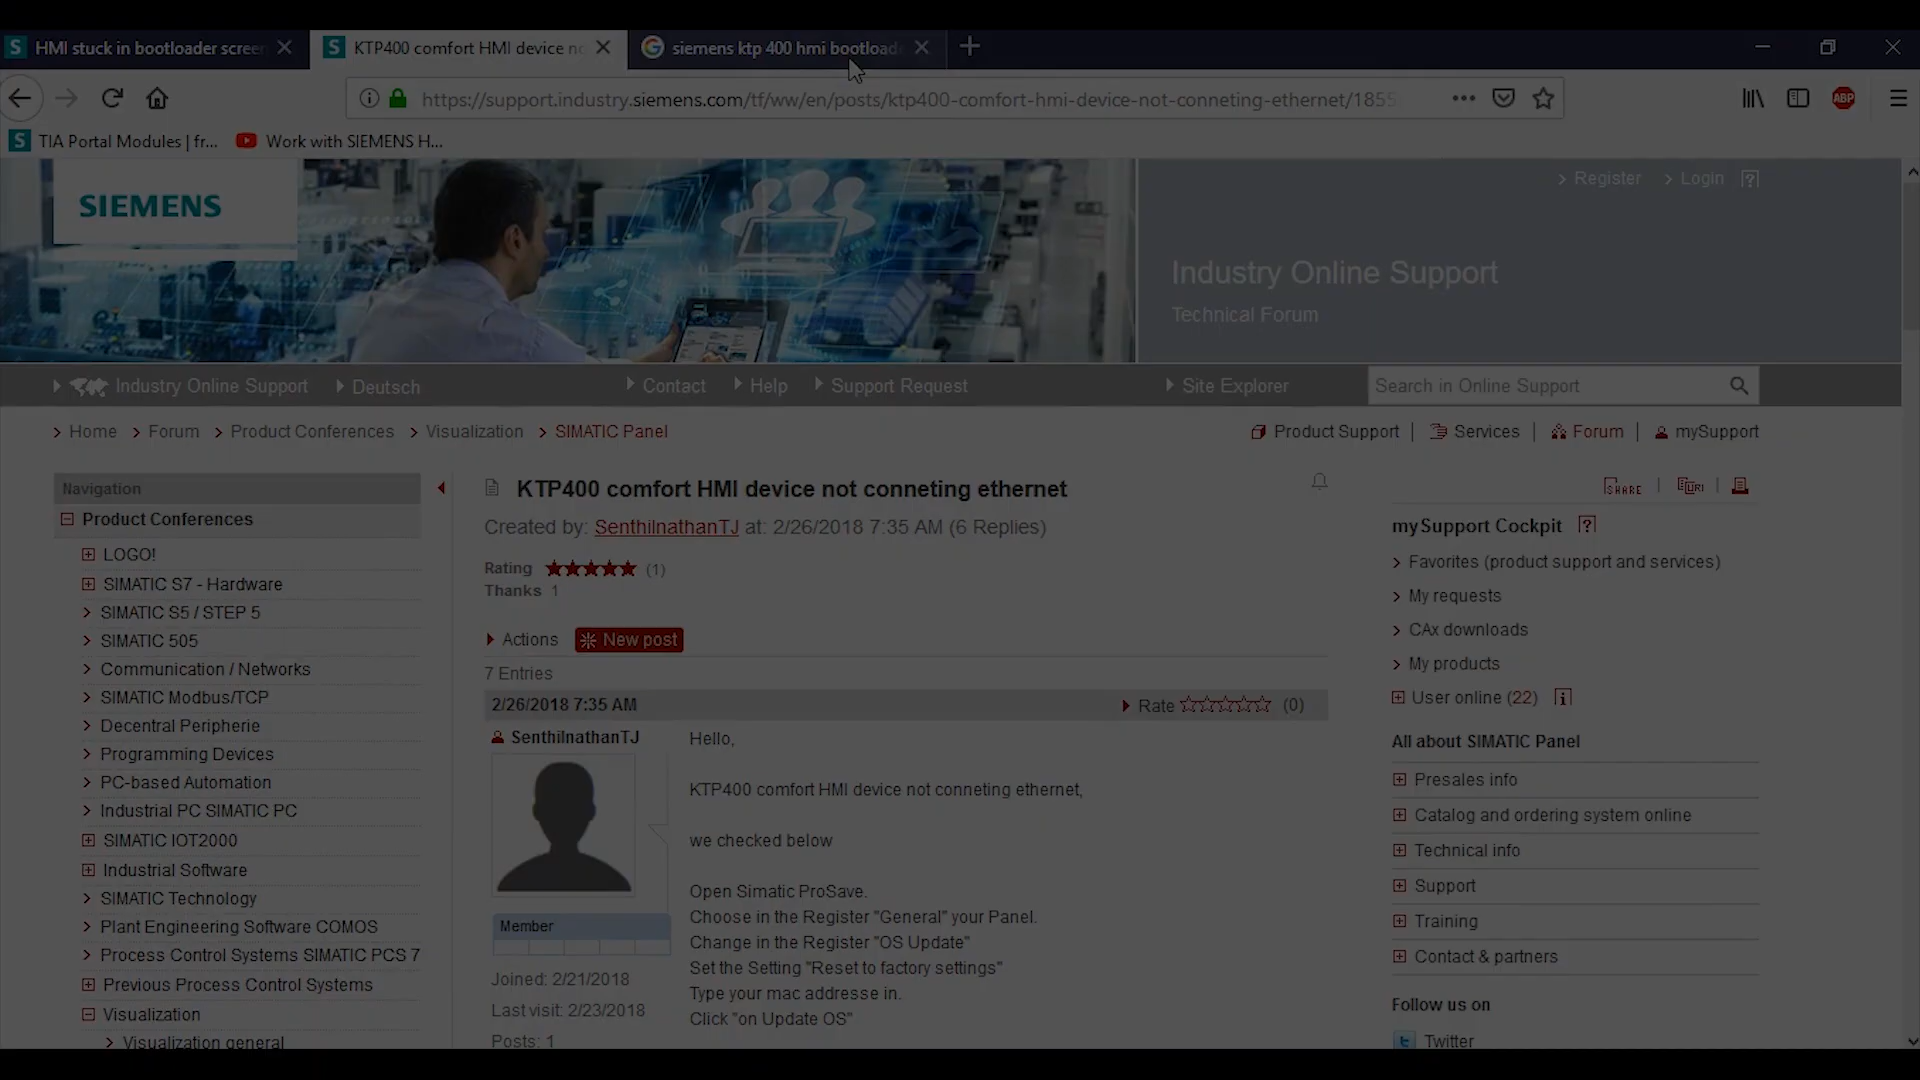 HMI stuck in bootloader screen
KTP400 comfort HMI device no
siemens ktp 400 hmi bootload
https://support.industry.siemens.com/tf/ww/en/posts/ktp400-comfort-hmi-device-not-conneting-ethernet/1855
ABP
TIA Portal Modules | fr...
Work with SIEMENS H...
SIEMENS
Register
Login
Industry Online Support
Technical Forum
Industry Online Support
Deutsch
Contact
Help
Support Request
Site Explorer
Search in Online Support
Home
Forum
Product Conferences
Visualization
SIMATIC Panel
Product Support
Services
Forum
mySupport
Navigation
Product Conferences
LOGO!
SIMATIC S7 - Hardware
SIMATIC S5 / STEP 5
SIMATIC 505
Communication / Networks
SIMATIC Modbus/TCP
Decentral Peripherie
Programming Devices
PC-based Automation
Industrial PC SIMATIC PC
SIMATIC IOT2000
Industrial Software
SIMATIC Technology
Plant Engineering Software COMOS
Process Control Systems SIMATIC PCS 7
Previous Process Control Systems
Visualization
Visualization general
KTP400 comfort HMI device not conneting ethernet
Created by: SenthilnathanTJ at: 2/26/2018 7:35 AM (6 Replies)
Rating (1)
Thanks 1
Actions
New post
7 Entries
2/26/2018 7:35 AM
Rate (0)
SenthilnathanTJ
Member
Joined: 2/21/2018
Last visit: 2/23/2018
Posts: 1
Hello,
KTP400 comfort HMI device not conneting ethernet,
we checked below
Open Simatic ProSave.
Choose in the Register "General" your Panel.
Change in the Register "OS Update"
Set the Setting "Reset to factory settings"
Type your mac addresse in.
Click "on Update OS"
SHARE
URI
mySupport Cockpit
Favorites (product support and services)
My requests
CAx downloads
My products
User online (22)
All about SIMATIC Panel
Presales info
Catalog and ordering system online
Technical info
Support
Training
Contact & partners
Follow us on
Twitter